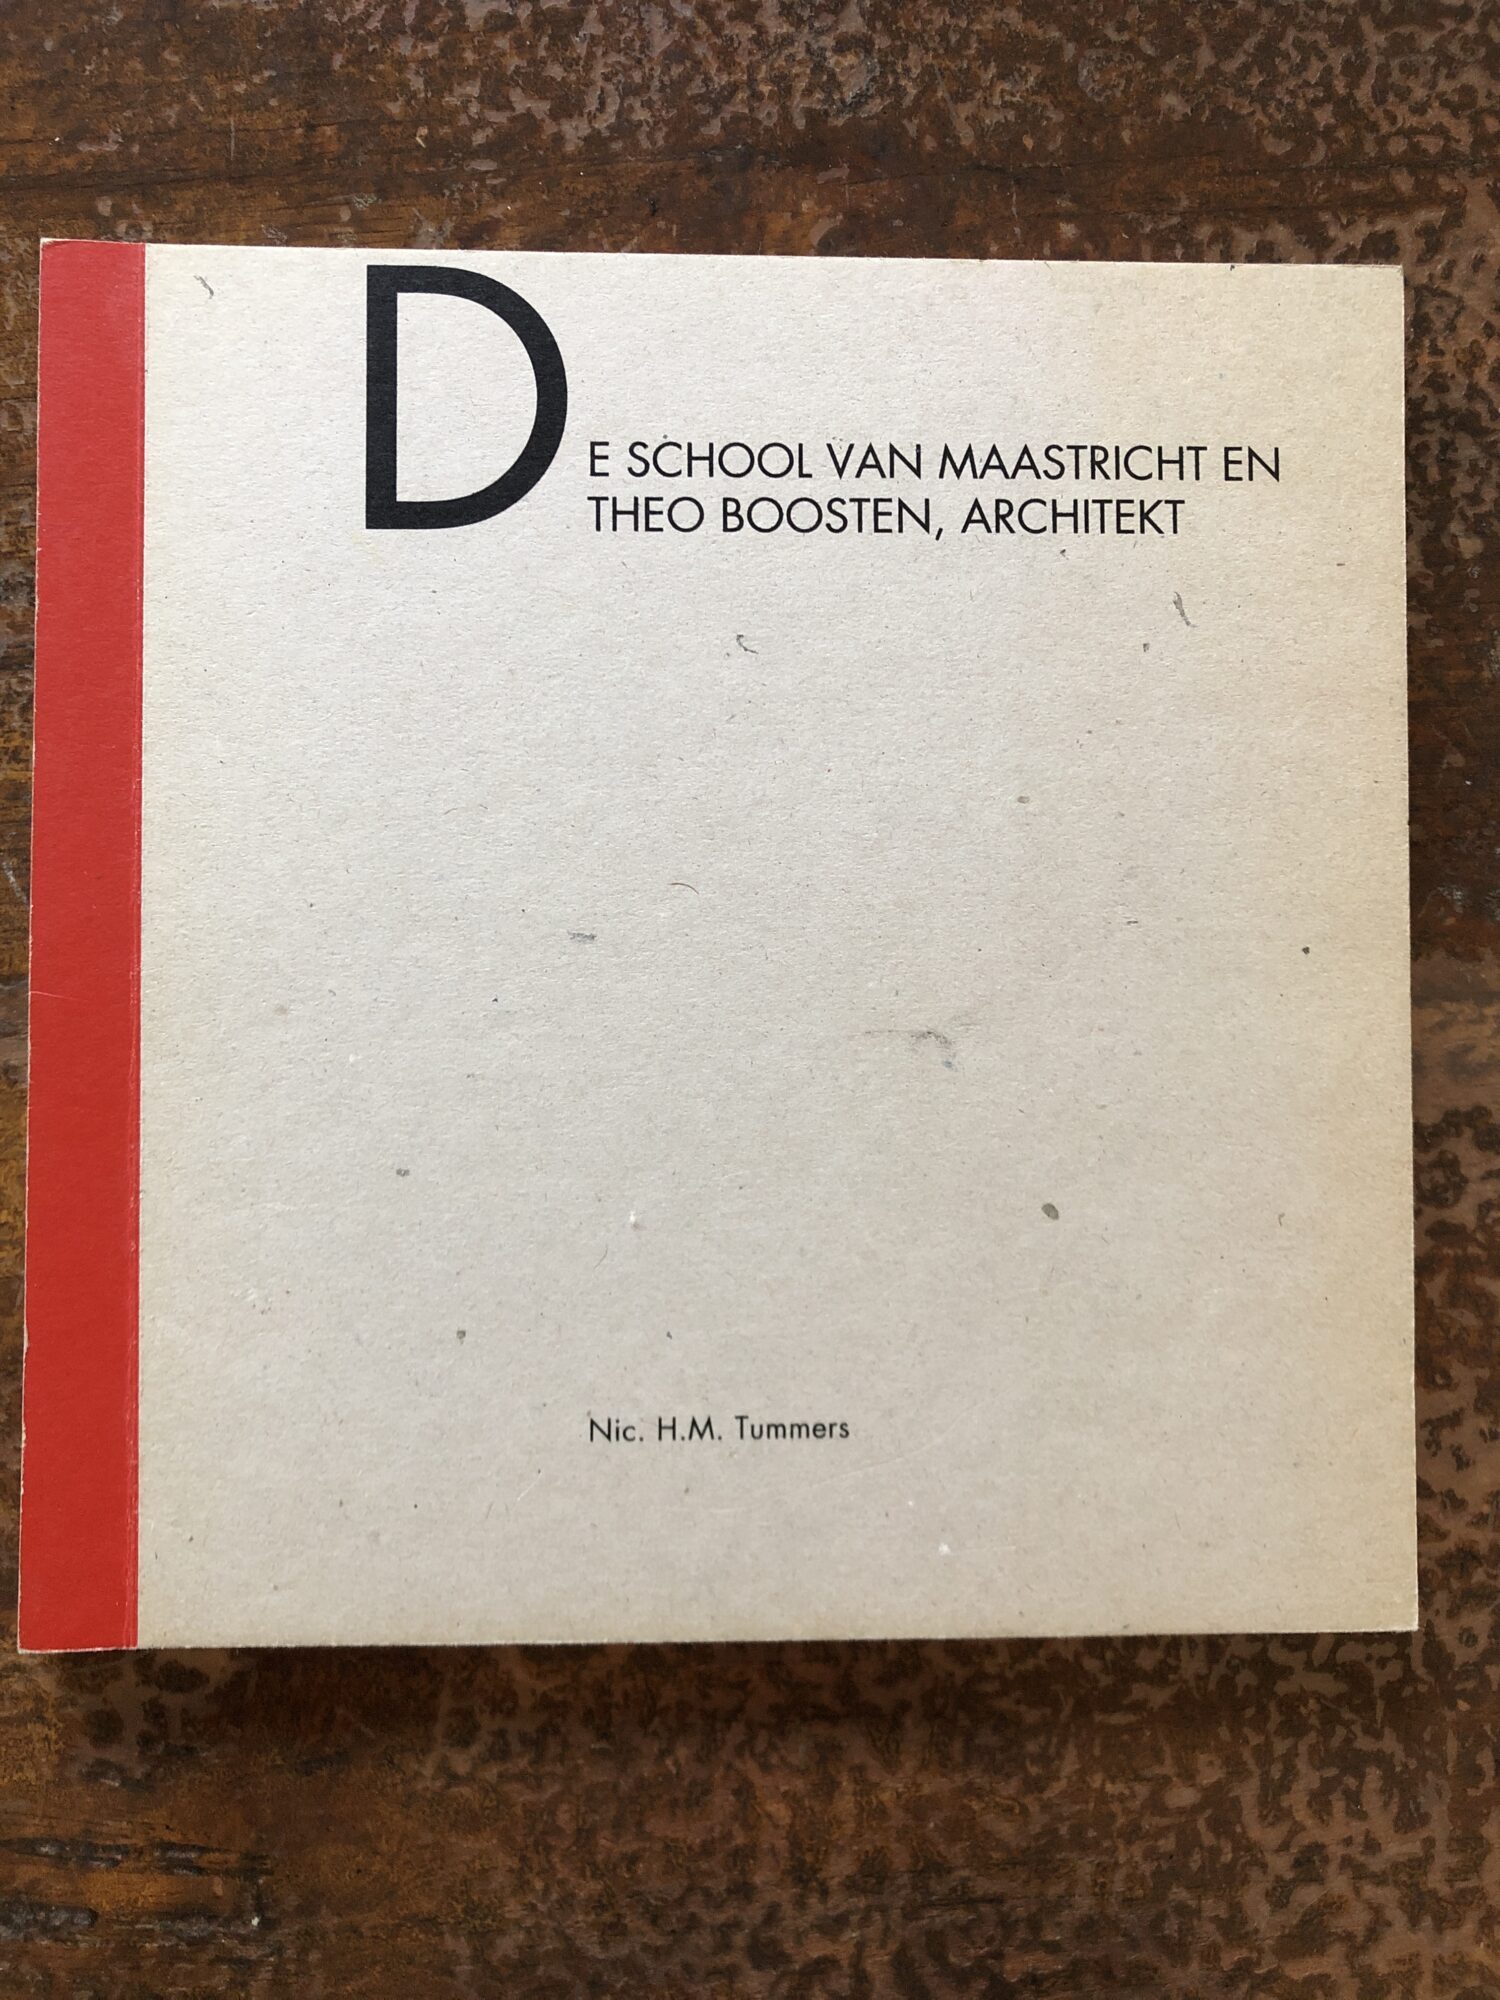 DE SCHOOL VAN MAASTRICHT EN
THEO BOOSTEN, ARCHITEKT
Nic. H.M. Tummers